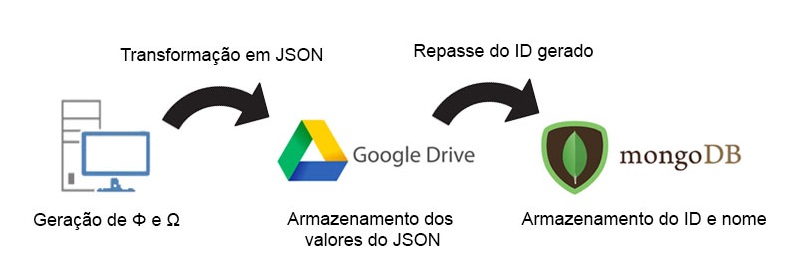 Transformação em JSON
Repasse do ID gerado
Google Drive
mongoDB
Geração de Φ e Ω
Armazenamento dos
valores do JSON
Armazenamento do ID e nome